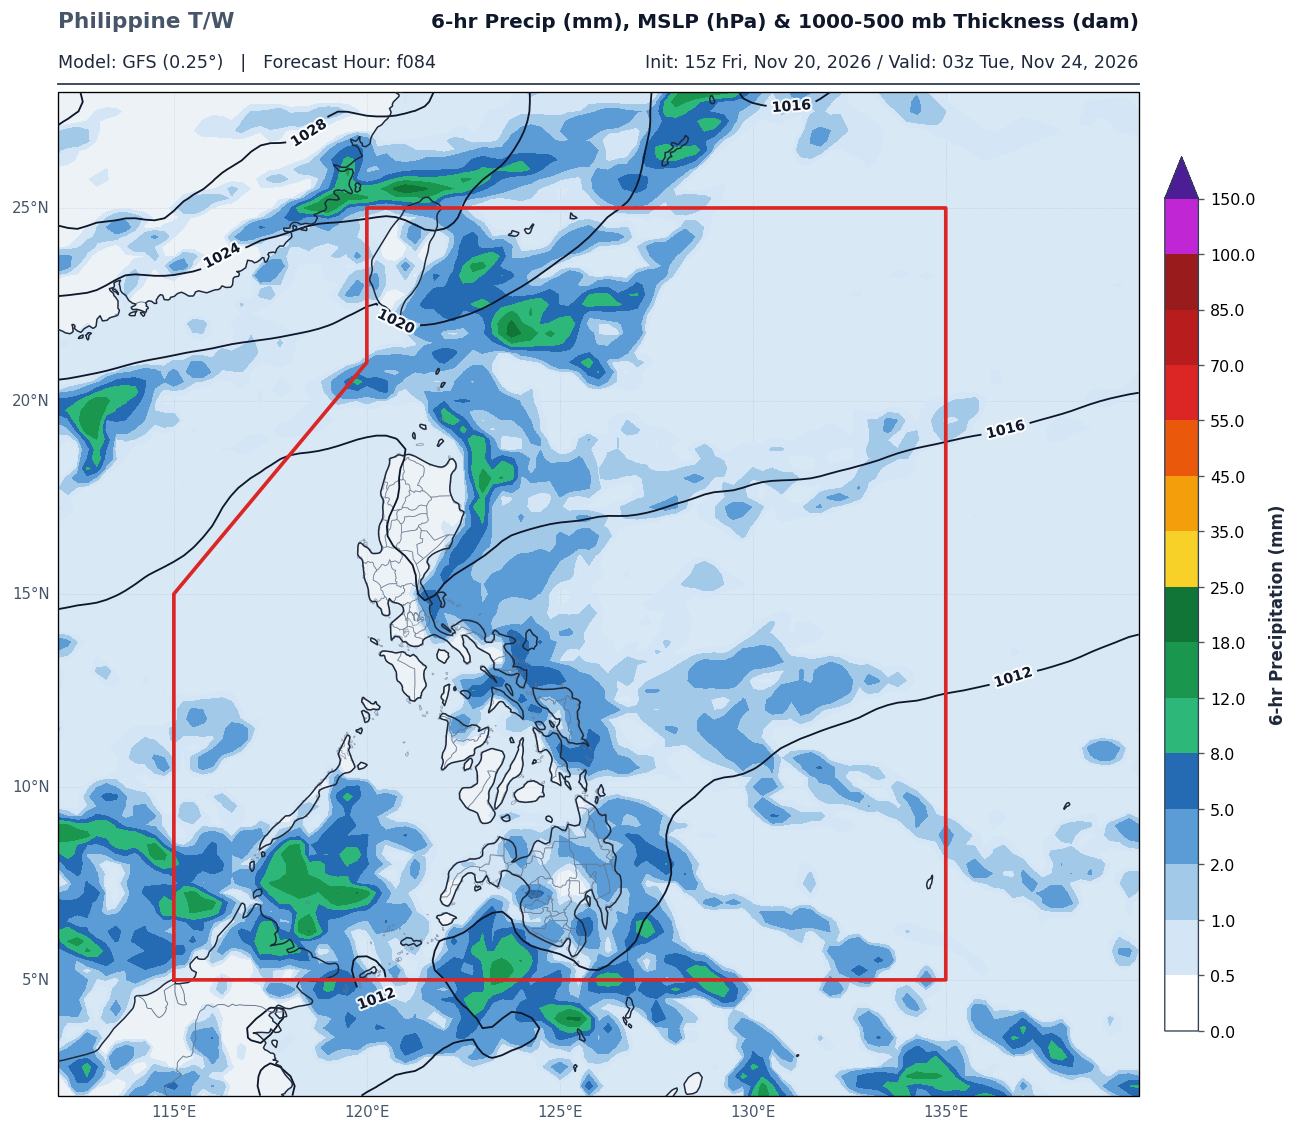 Philippine T/W
6-hr Precip (mm), MSLP (hPa) & 1000-500 mb Thickness (dam)
Model: GFS (0.25°)   |   Forecast Hour: f084
Init: 15z Fri, Nov 20, 2026 / Valid: 03z Tue, Nov 24, 2026
1016
1028
1024
1020
1016
1012
1012
25°N
20°N
15°N
10°N
5°N
115°E
120°E
125°E
130°E
135°E
150.0
100.0
85.0
70.0
55.0
45.0
35.0
25.0
18.0
12.0
8.0
5.0
2.0
1.0
0.5
0.0
6-hr Precipitation (mm)